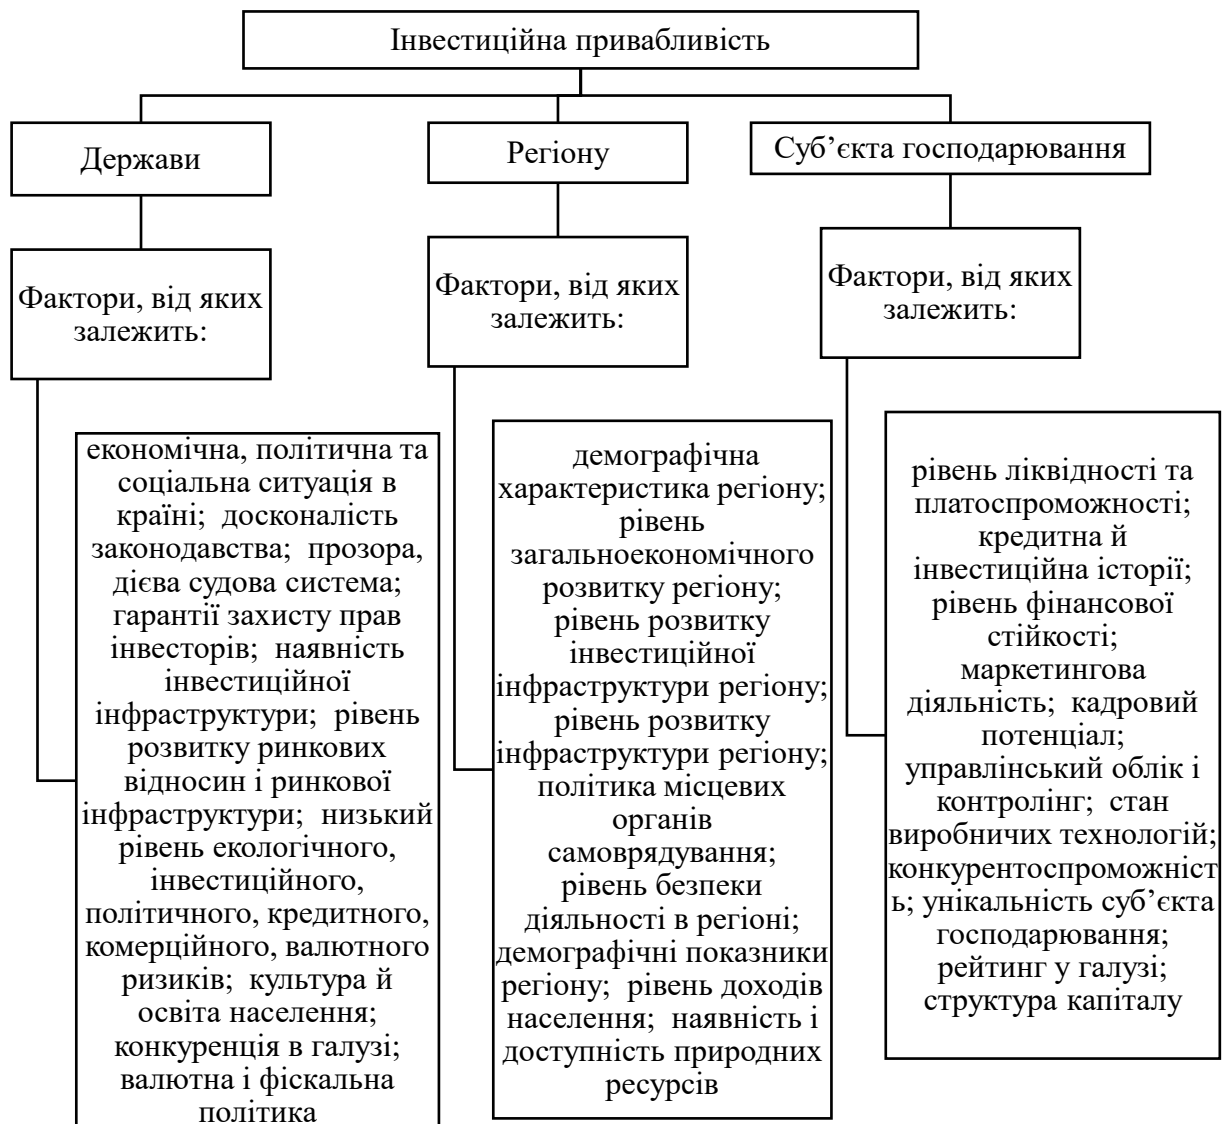 Інвестиційна привабливість
Держави
Регіону
Суб’єкта господарювання
Фактори, від яких
залежить:
Фактори, від яких
залежить:
Фактори, від яких
залежить:
економічна, політична та
соціальна ситуація в
країні; досконалість
законодавства; прозора,
дієва судова система;
гарантії захисту прав
інвесторів; наявність
інвестиційної
інфраструктури; рівень
розвитку ринкових
відносин і ринкової
інфраструктури; низький
рівень екологічного,
інвестиційного,
політичного, кредитного,
комерційного, валютного
ризиків; культура й
освіта населення;
конкуренція в галузі;
валютна і фіскальна
політика
демографічна
характеристика регіону;
рівень
загальноекономічного
розвитку регіону;
рівень розвитку
інвестиційної
інфраструктури регіону;
рівень розвитку
інфраструктури регіону;
політика місцевих
органів
самоврядування;
рівень безпеки
діяльності в регіоні;
демографічні показники
регіону; рівень доходів
населення; наявність і
доступність природних
ресурсів
рівень ліквідності та
платоспроможності;
кредитна й
інвестиційна історії;
рівень фінансової
стійкості;
маркетингова
діяльність; кадровий
потенціал;
управлінський облік і
контролінг; стан
виробничих технологій;
конкурентоспроможніст
ь; унікальність суб’єкта
господарювання;
рейтинг у галузі;
структура капіталу